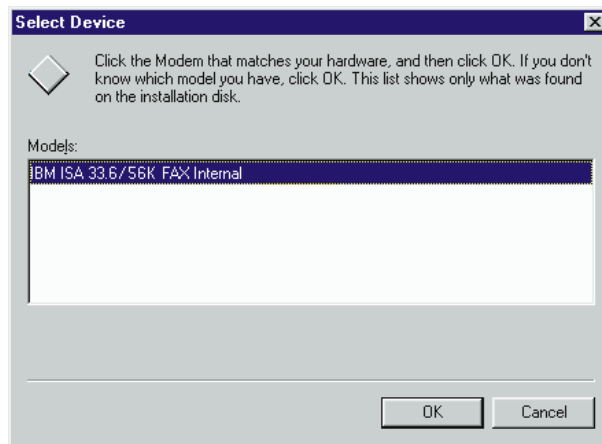 Select Device
Click the Modem that matches your hardware, and then click OK. If you don't
know which model you have, click OK. This list shows only what was found
on the installation disk.
Models:
IBM ISA 33.6/56K FAX Internal
OK
Cancel